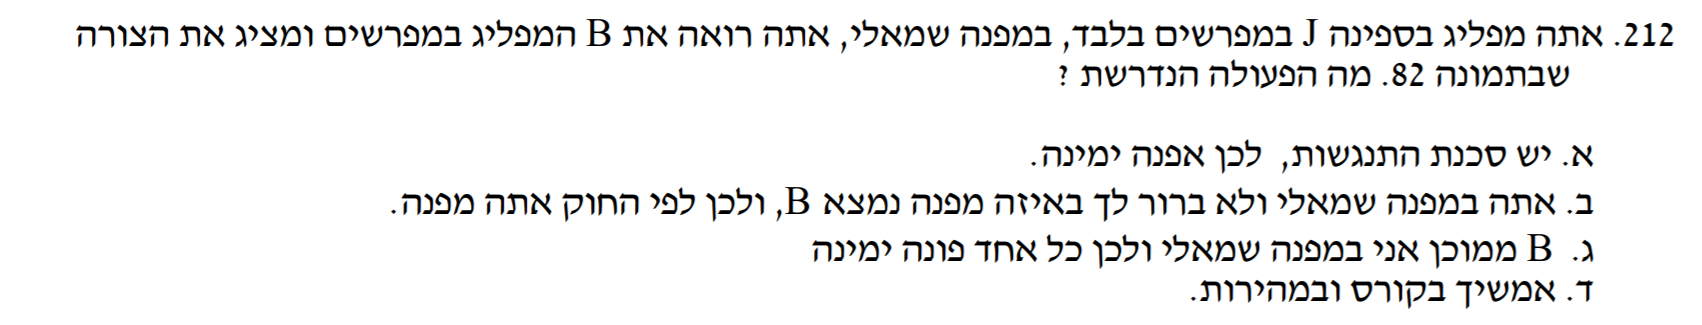 212. אתה מפליג בספינה J במפרשים בלבד, במפנה שמאלי, אתה רואה את B המפליג במפרשים ומציג את הצורה
שבתמונה 82. מה הפעולה הנדרשת ?
א. יש סכנת התנגשות, לכן אפנה ימינה.
ב. אתה במפנה שמאלי ולא ברור לך באיזה מפנה נמצא B, ולכן לפי החוק אתה מפנה.
ג. B ממוכן אני במפנה שמאלי ולכן כל אחד פונה ימינה
ד. אמשיך בקורס ובמהירות.